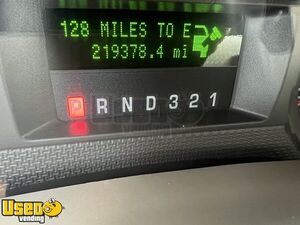 128 MILES TO E
219378.4 mi
P R N D 3 2 1
Used
vending